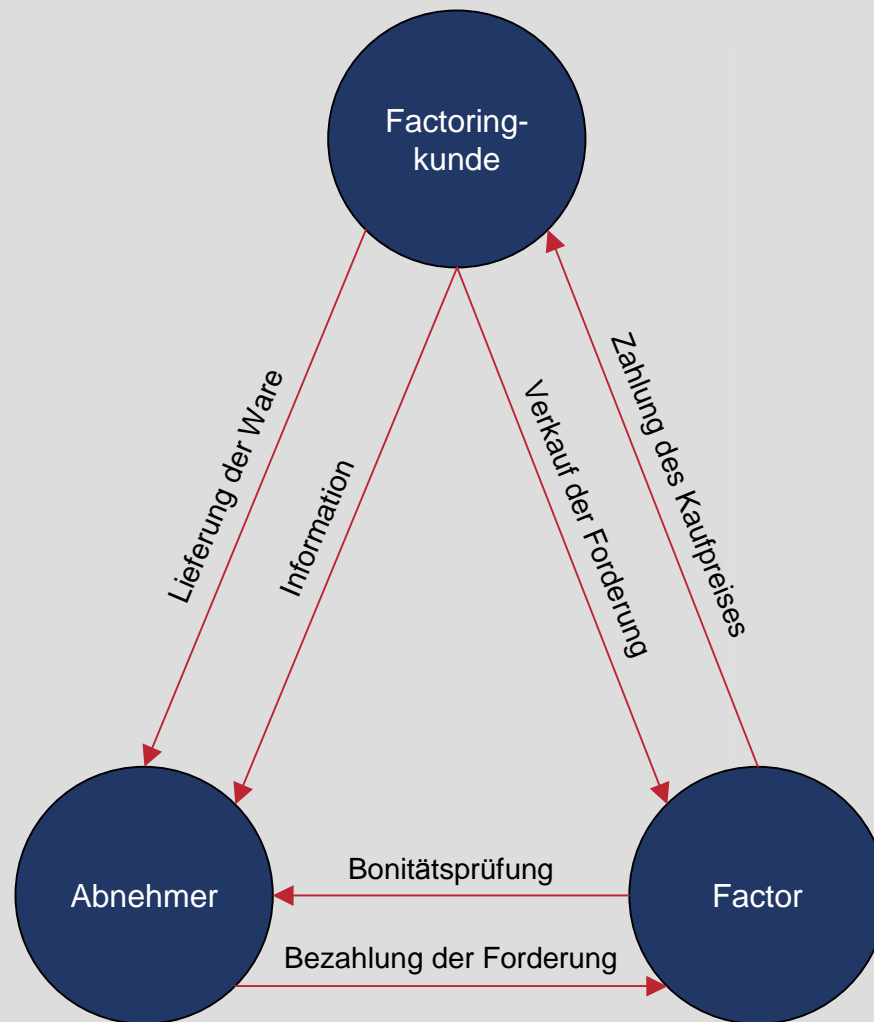 Factoring-
kunde
Lieferung der Ware
Information
Verkauf der Forderung
Zahlung des Kaufpreises
Abnehmer
Bonitätsprüfung
Factor
Bezahlung der Forderung